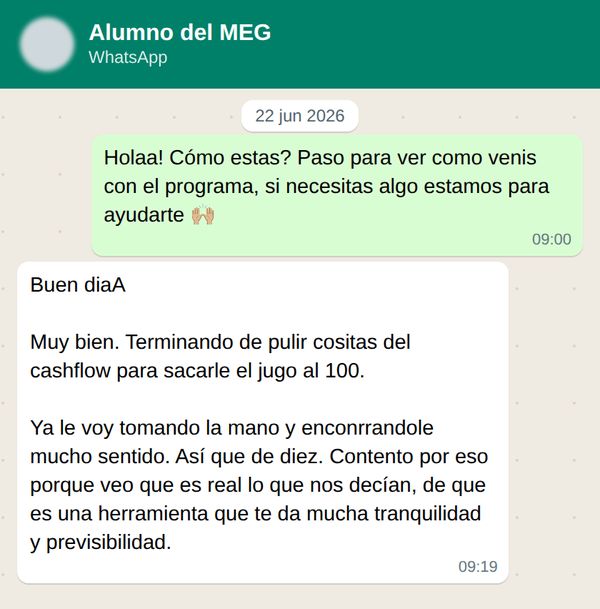 Alumno del MEG
WhatsApp
22 jun 2026
Holaa! Cómo estas? Paso para ver como venis
con el programa, si necesitas algo estamos para
ayudarte 🙌🏼
09:00
Buen diaA
Muy bien. Terminando de pulir cositas del
cashflow para sacarle el jugo al 100.
Ya le voy tomando la mano y enconrrandole
mucho sentido. Así que de diez. Contento por eso
porque veo que es real lo que nos decían, de que
es una herramienta que te da mucha tranquilidad
y previsibilidad.
09:19